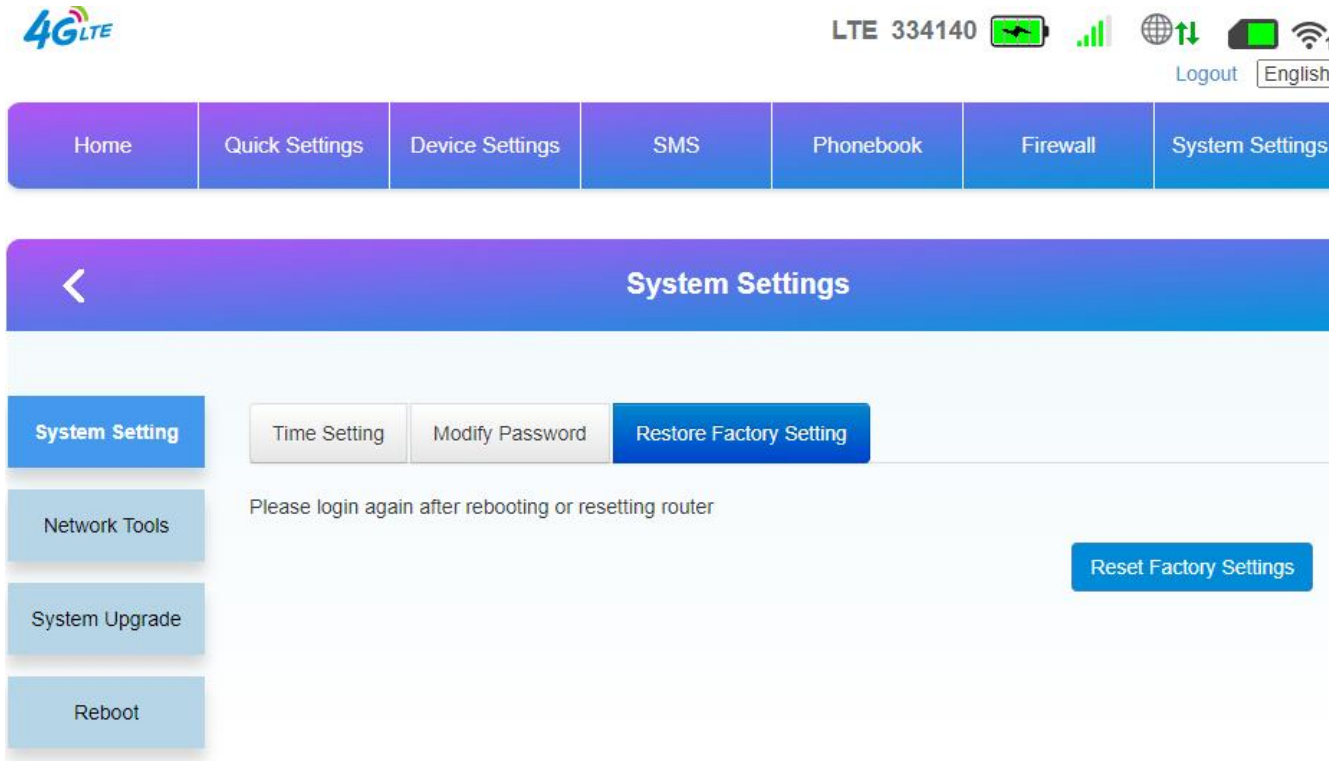 4G LTE
LTE 334140
Logout English
Home Quick Settings Device Settings SMS Phonebook Firewall System Settings
System Settings
System Setting
Time Setting Modify Password Restore Factory Setting
Please login again after rebooting or resetting router
Network Tools
Reset Factory Settings
System Upgrade
Reboot